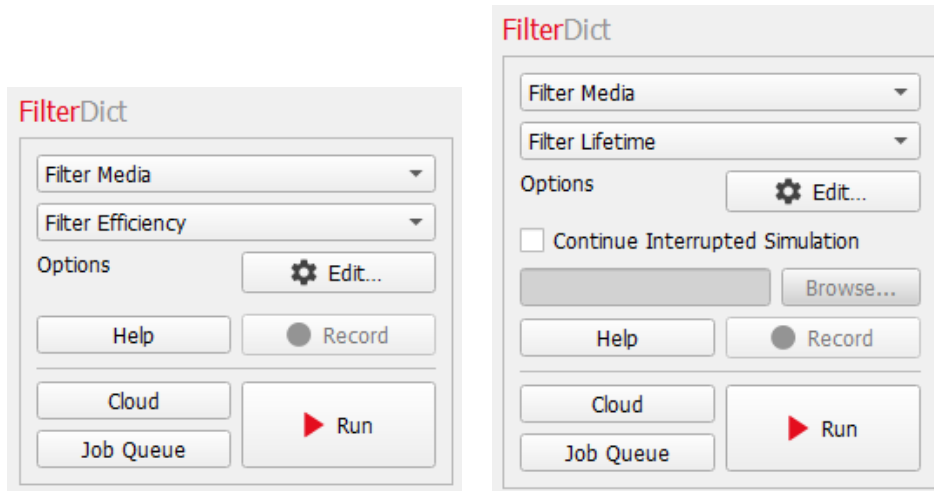 FilterDict
Filter Media
Filter Efficiency
Options
Edit...
Help
Record
Cloud
Run
Job Queue
FilterDict
Filter Media
Filter Lifetime
Options
Edit...
Continue Interrupted Simulation
Browse...
Help
Record
Cloud
Run
Job Queue